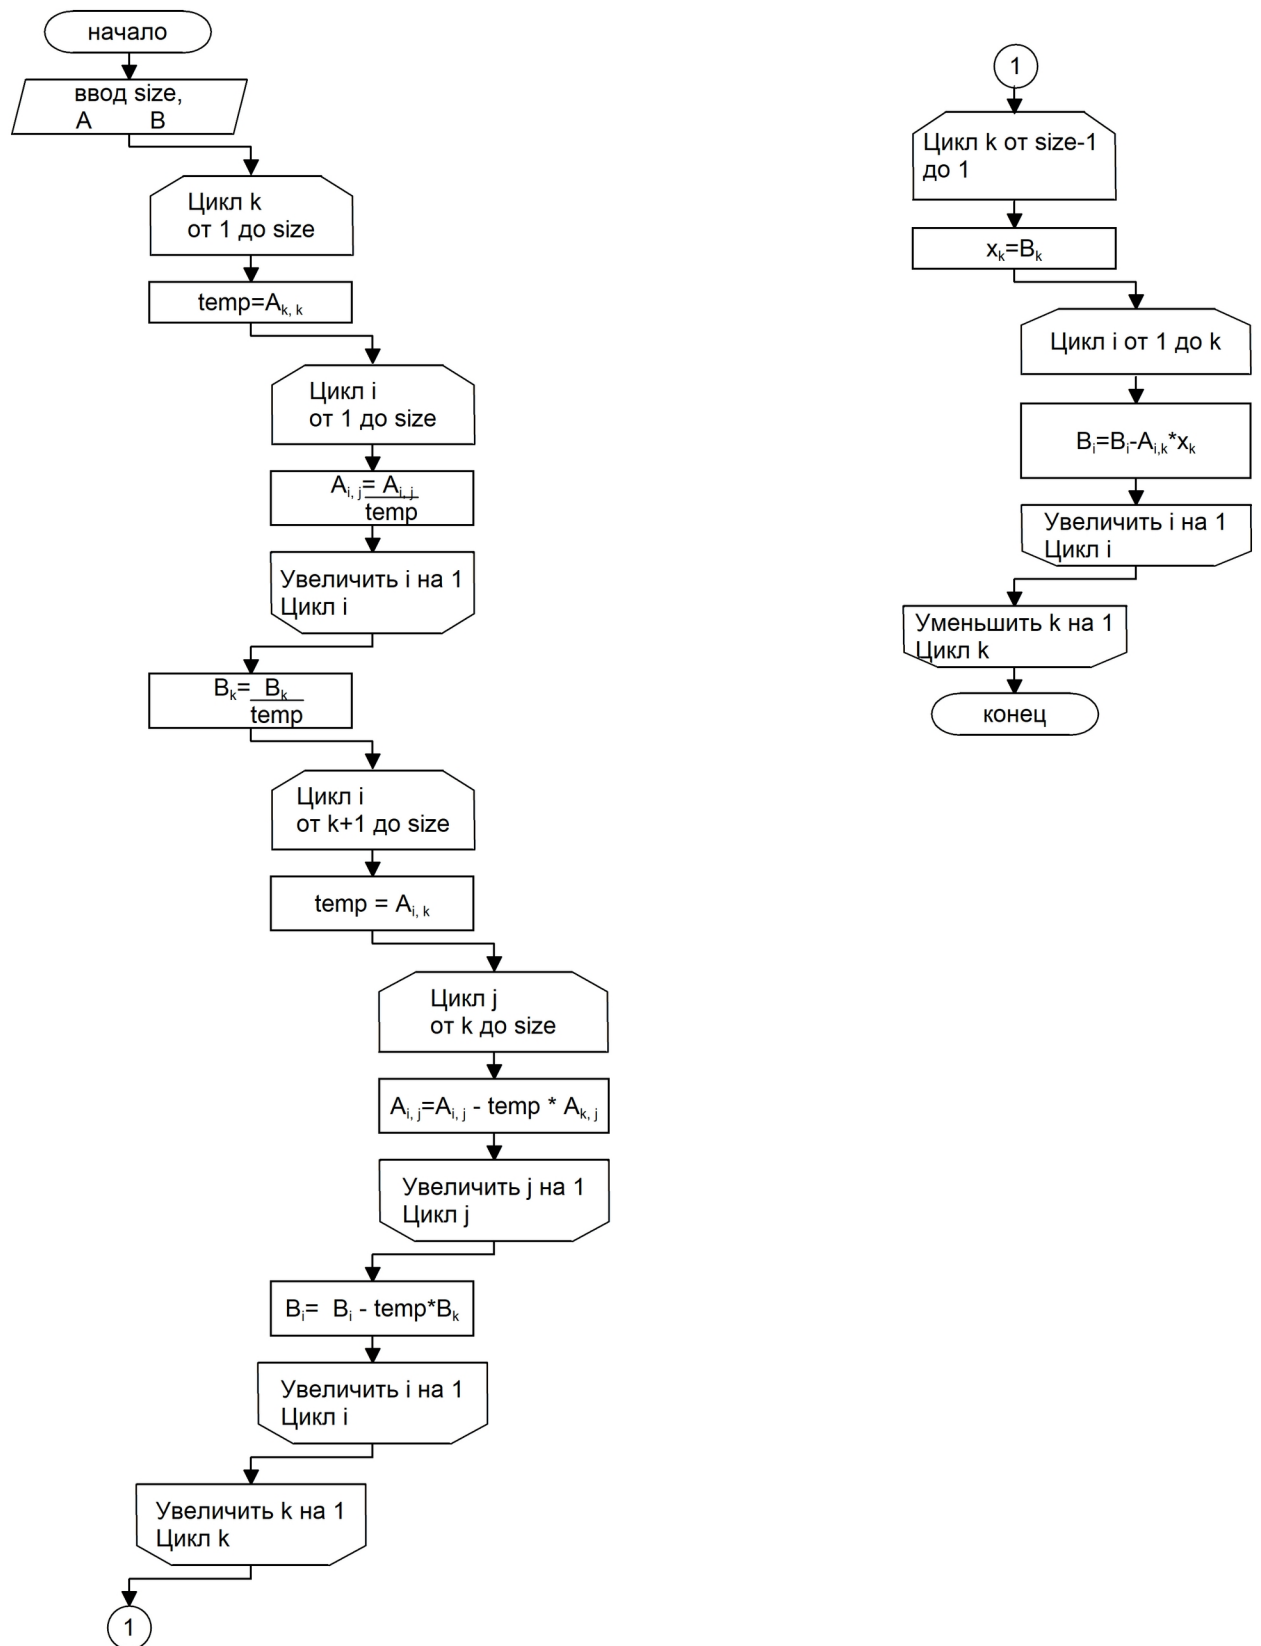 начало
ввод size,
A B
Цикл k
от 1 до size
temp=Ak, k
Цикл i
от 1 до size
Ai, j= Ai, j
temp
Увеличить i на 1
Цикл i
Bk= Bk
temp
Цикл i
от k+1 до size
temp = Ai, k
Цикл j
от k до size
Ai, j=Ai, j - temp * Ak, j
Увеличить j на 1
Цикл j
Bi= Bi - temp*Bk
Увеличить i на 1
Цикл i
Увеличить k на 1
Цикл k
1
1
Цикл k от size-1
до 1
xk=Bk
Цикл i от 1 до k
Bi=Bi-Ai,k*xk
Увеличить i на 1
Цикл i
Уменьшить k на 1
Цикл k
конец